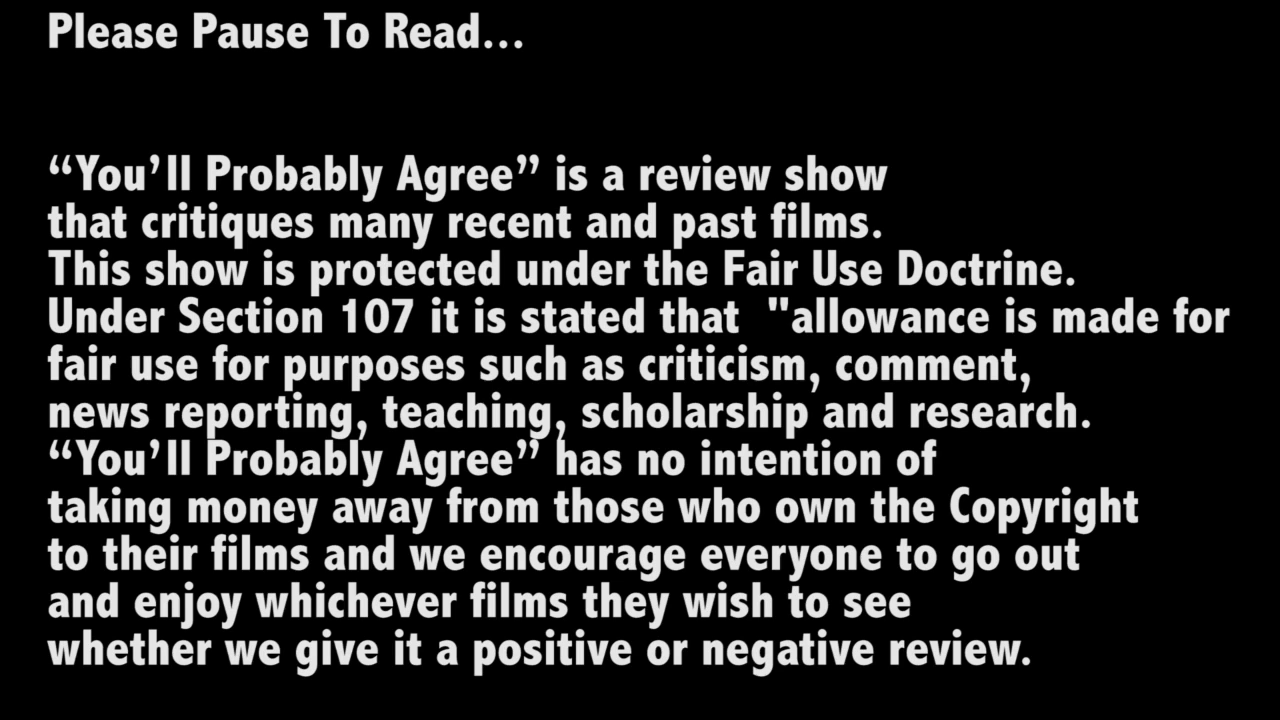 Please Pause To Read...
“You’ll Probably Agree” is a review show
that critiques many recent and past films.
This show is protected under the Fair Use Doctrine.
Under Section 107 it is stated that  "allowance is made for
fair use for purposes such as criticism, comment,
news reporting, teaching, scholarship and research.
“You’ll Probably Agree” has no intention of
taking money away from those who own the Copyright
to their films and we encourage everyone to go out
and enjoy whichever films they wish to see
whether we give it a positive or negative review.